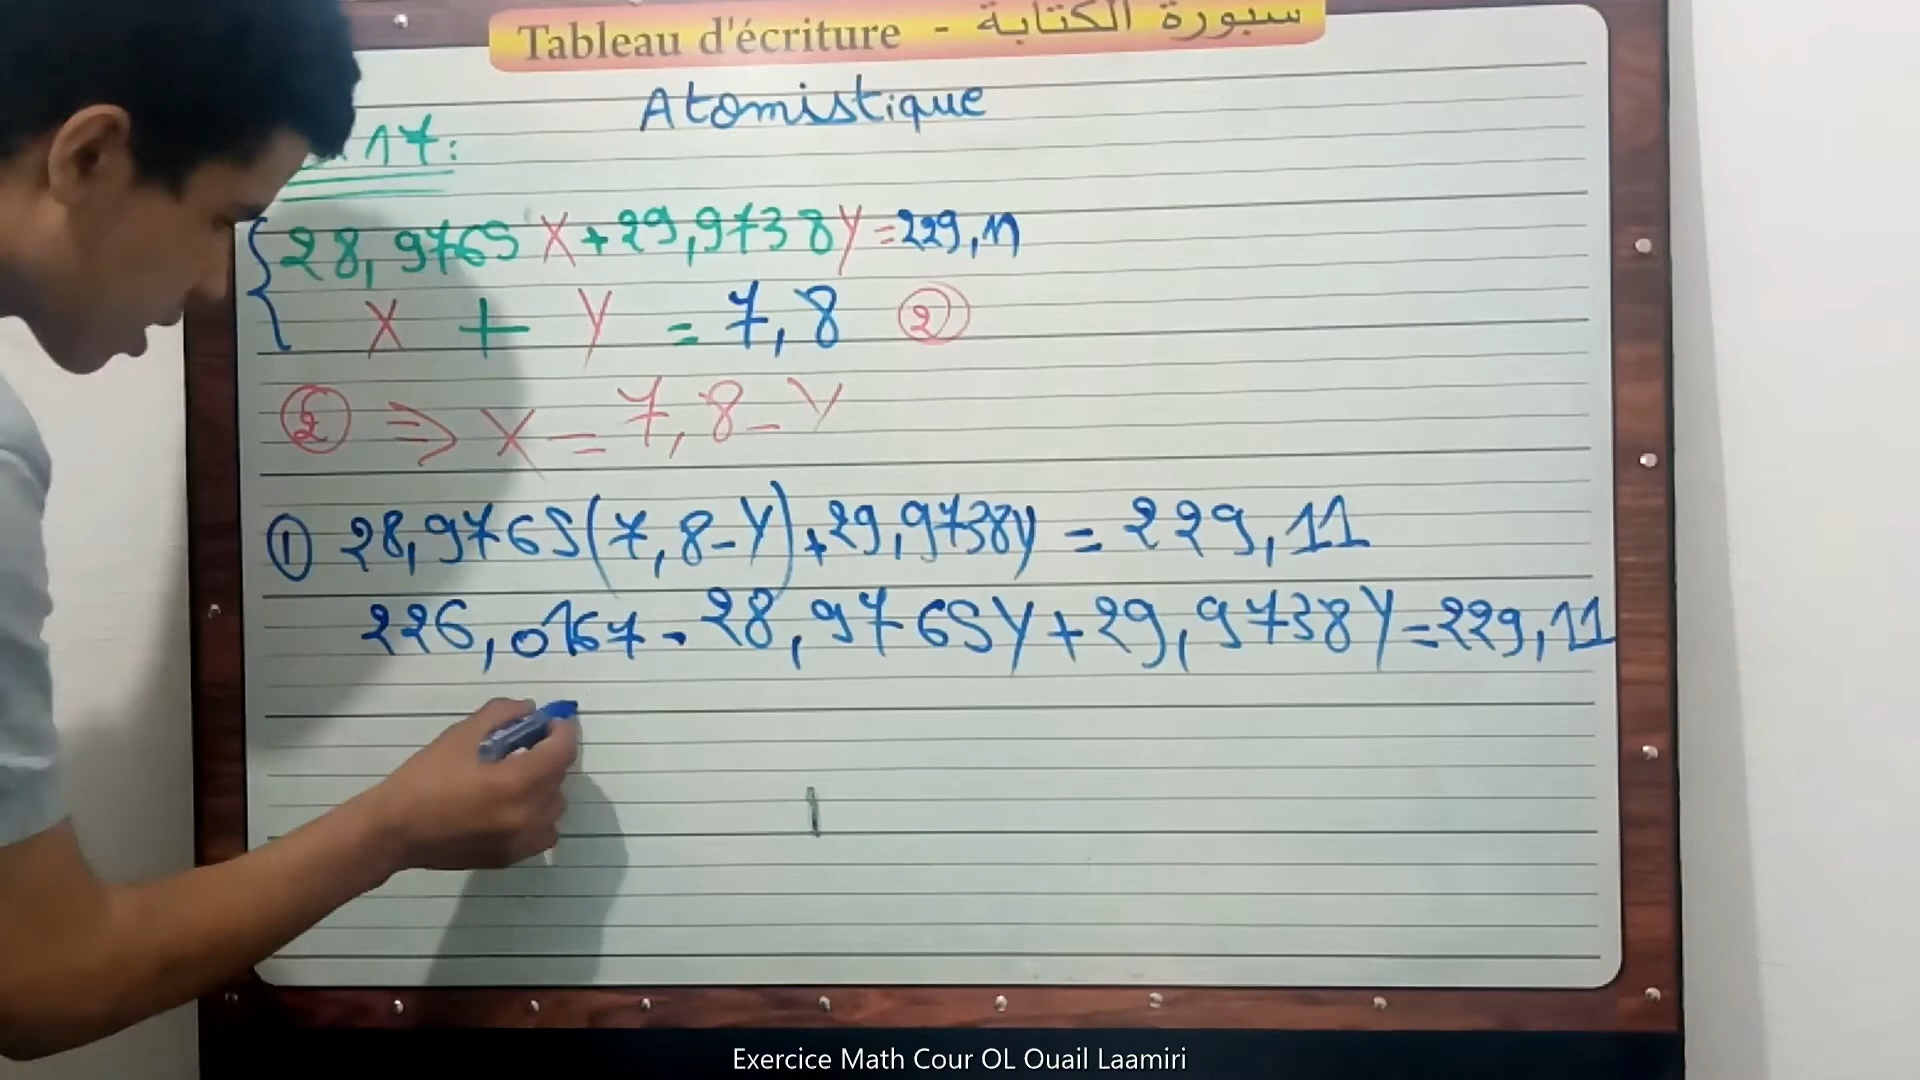 Tableau d'écriture - سبورة الكتابة
Atomistique
17:
28,9765 X + 29,9738 Y = 229,11
X + Y = 7,8 ②
② ⇒ X = 7,8 - Y
① 28,9765(7,8 - Y) + 29,9738Y = 229,11
226,0167 - 28,9765Y + 29,9738Y = 229,11
Exercice Math Cour OL Ouail Laamiri